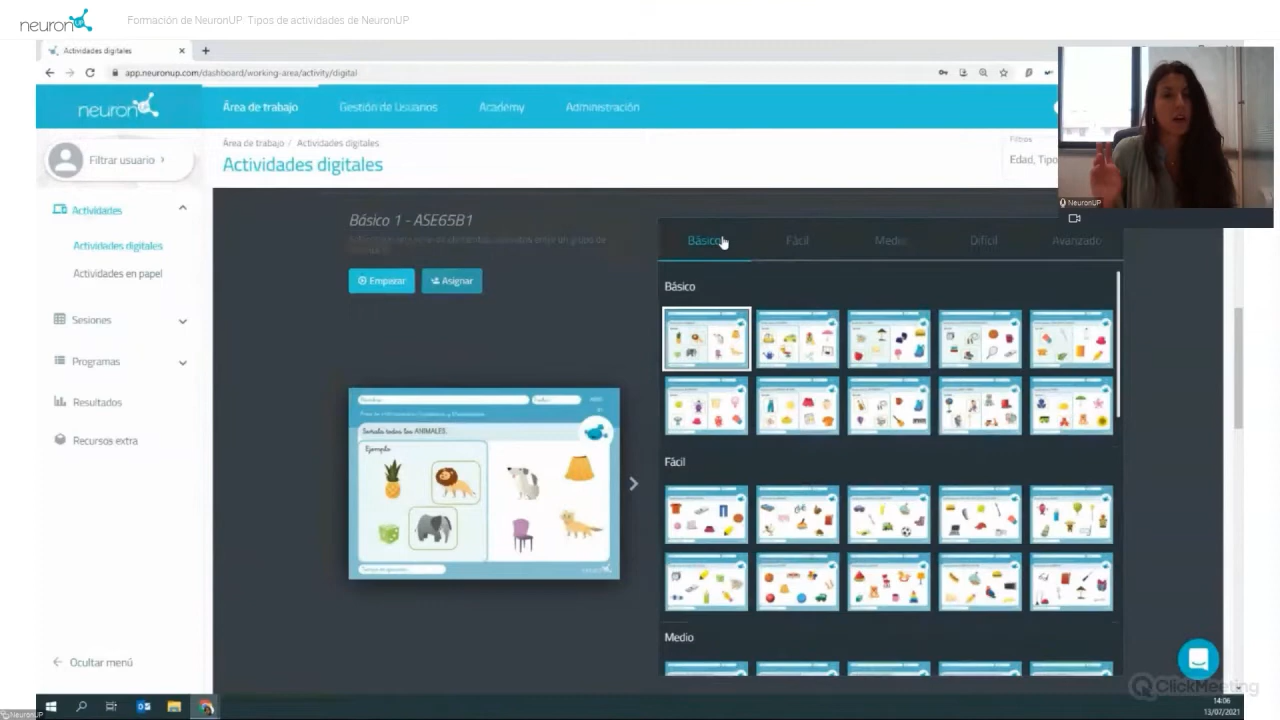 neuronUP
Formación de NeuronUP: Tipos de actividades de NeuronUP
Actividades digitales
app.neuronup.com/dashboard/working-area/activity/digital
neuronUP
Área de trabajo
Gestión de Usuarios
Academy
Administración
Filtrar usuario
Área de trabajo / Actividades digitales
Actividades digitales
Filtros
Edad, Tipo
NeuronUP
Actividades
Actividades digitales
Actividades en papel
Sesiones
Programas
Resultados
Recursos extra
Ocultar menú
Básico 1 - ASE65B1
Empezar
Asignar
Señala todos los ANIMALES.
Ejemplo
Básico
Fácil
Medio
Difícil
Avanzado
Básico
Fácil
Medio
ClickMeeting
14:06
13/07/2021
NeuronUP